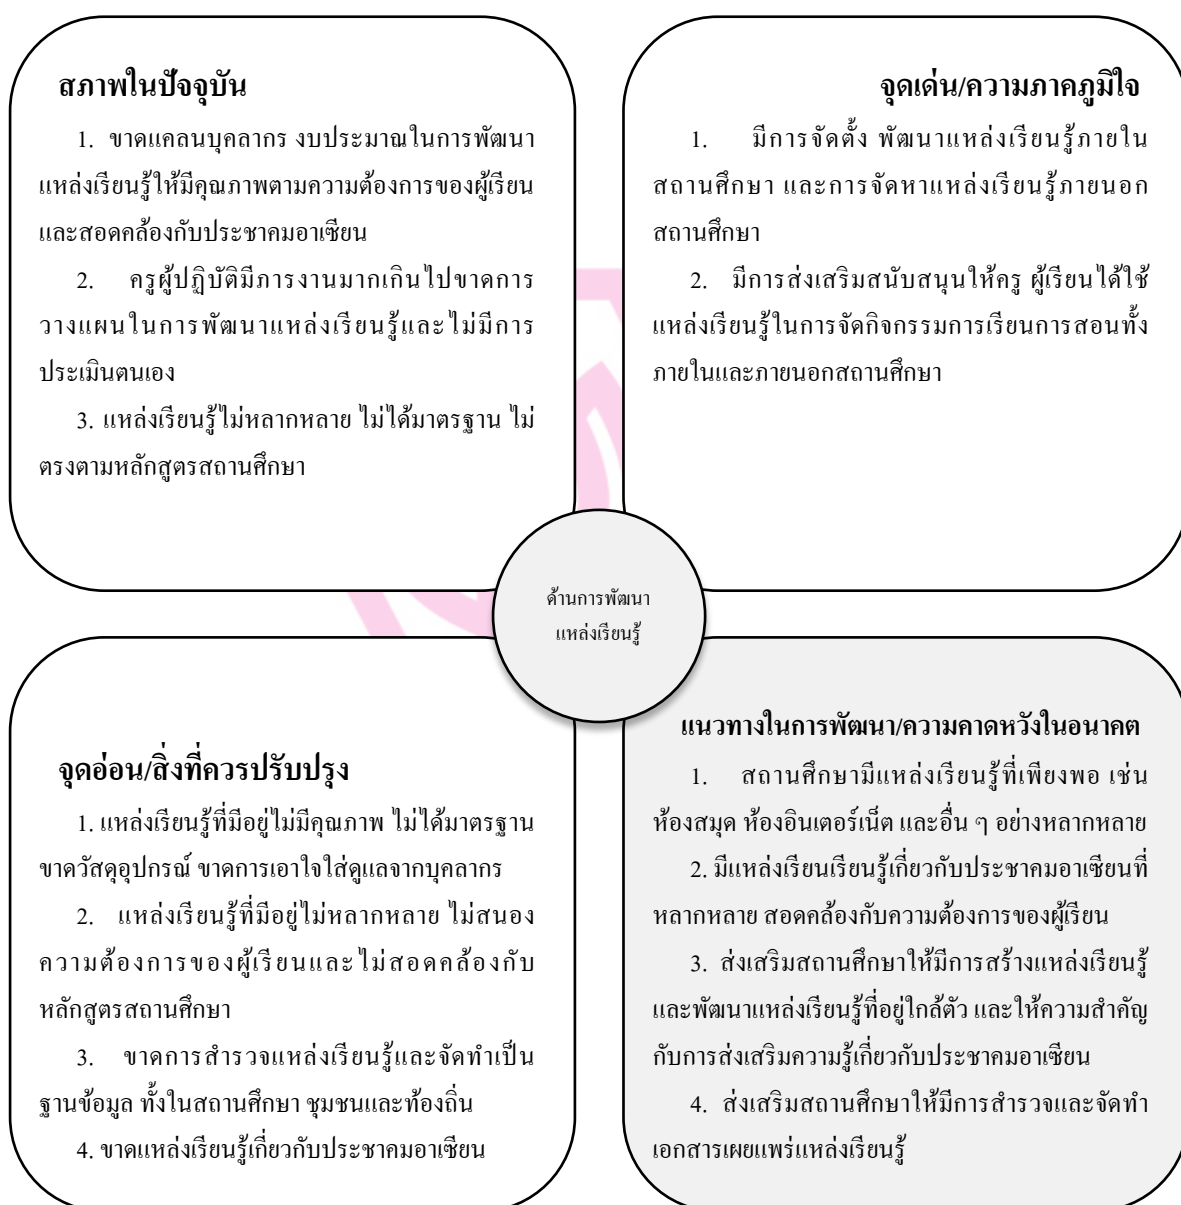 สภาพในปัจจุบัน
1. ขาดแคลนบุคลากร งบประมาณในการพัฒนา
แหล่งเรียนรู้ให้มีคุณภาพตามความต้องการของผู้เรียน
และสอดคล้องกับประชาคมอาเซียน
2. ครูผู้ปฏิบัติมีภารงานมากเกินไปขาดการ
วางแผนในการพัฒนาแหล่งเรียนรู้และไม่มีการ
ประเมินตนเอง
3. แหล่งเรียนรู้ไม่หลากหลาย ไม่ได้มาตรฐาน ไม่
ตรงตามหลักสูตรสถานศึกษา
จุดเด่น/ความภาคภูมิใจ
1. มีการจัดตั้ง พัฒนาแหล่งเรียนรู้ภายใน
สถานศึกษา และการจัดหาแหล่งเรียนรู้ภายนอก
สถานศึกษา
2. มีการส่งเสริมสนับสนุนให้ครู ผู้เรียนได้ใช้
แหล่งเรียนรู้ในการจัดกิจกรรมการเรียนการสอนทั้ง
ภายในและภายนอกสถานศึกษา
ด้านการพัฒนา
แหล่งเรียนรู้
จุดอ่อน/สิ่งที่ควรปรับปรุง
1. แหล่งเรียนรู้ที่มีอยู่ไม่มีคุณภาพ ไม่ได้มาตรฐาน
ขาดวัสดุอุปกรณ์ ขาดการเอาใจใส่ดูแลจากบุคลากร
2. แหล่งเรียนรู้ที่มีอยู่ไม่หลากหลาย ไม่สนอง
ความต้องการของผู้เรียนและไม่สอดคล้องกับ
หลักสูตรสถานศึกษา
3. ขาดการสำรวจแหล่งเรียนรู้และจัดทำเป็น
ฐานข้อมูล ทั้งในสถานศึกษา ชุมชนและท้องถิ่น
4. ขาดแหล่งเรียนรู้เกี่ยวกับประชาคมอาเซียน
แนวทางในการพัฒนา/ความคาดหวังในอนาคต
1. สถานศึกษามีแหล่งเรียนรู้ที่เพียงพอ เช่น
ห้องสมุด ห้องอินเตอร์เน็ต และอื่น ๆ อย่างหลากหลาย
2. มีแหล่งเรียนเรียนรู้เกี่ยวกับประชาคมอาเซียนที่
หลากหลาย สอดคล้องกับความต้องการของผู้เรียน
3. ส่งเสริมสถานศึกษาให้มีการสร้างแหล่งเรียนรู้
และพัฒนาแหล่งเรียนรู้ที่อยู่ใกล้ตัว และให้ความสำคัญ
กับการส่งเสริมความรู้เกี่ยวกับประชาคมอาเซียน
4. ส่งเสริมสถานศึกษาให้มีการสำรวจและจัดทำ
เอกสารเผยแพร่แหล่งเรียนรู้